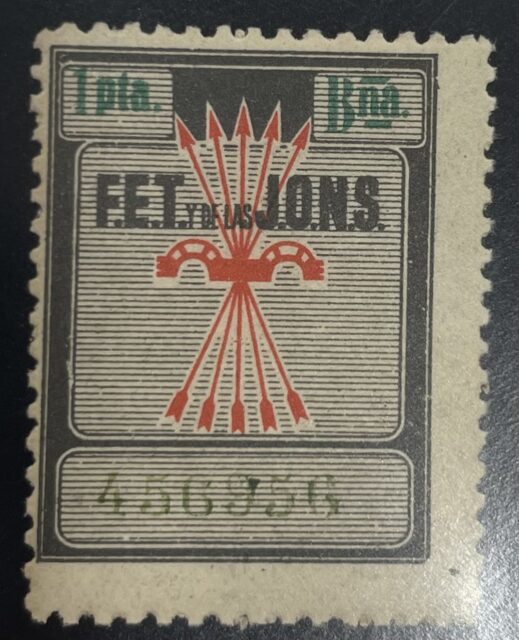 1 pta. Bna.
F.E.T. Y DE LAS J.O.N.S.
456956